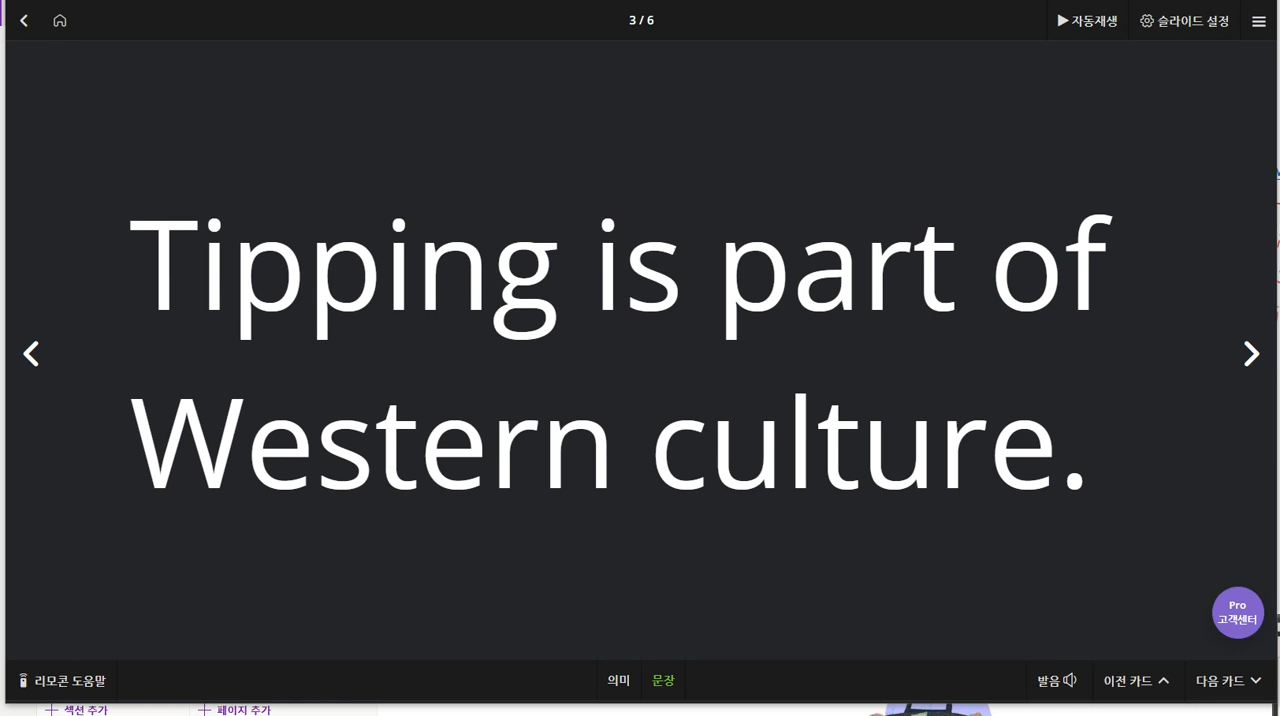 3 / 6
자동재생
슬라이드 설정
Tipping is part of
Western culture.
Pro
고객센터
리모콘 도움말
의미
문장
발음
이전 카드
다음 카드
섹션 추가
페이지 추가